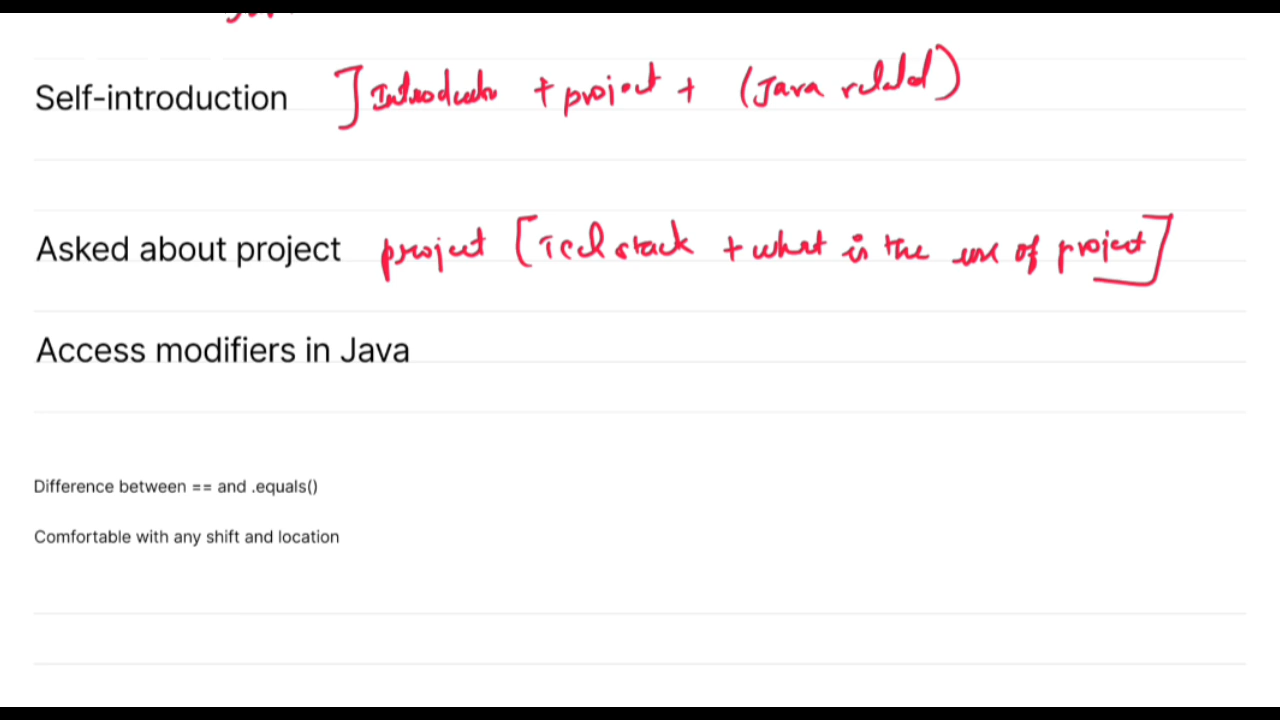 Self-introduction ] Introduction + project + (Java related)
Asked about project project [Tech stack + what is the use of project]
Access modifiers in Java
Difference between == and .equals()
Comfortable with any shift and location